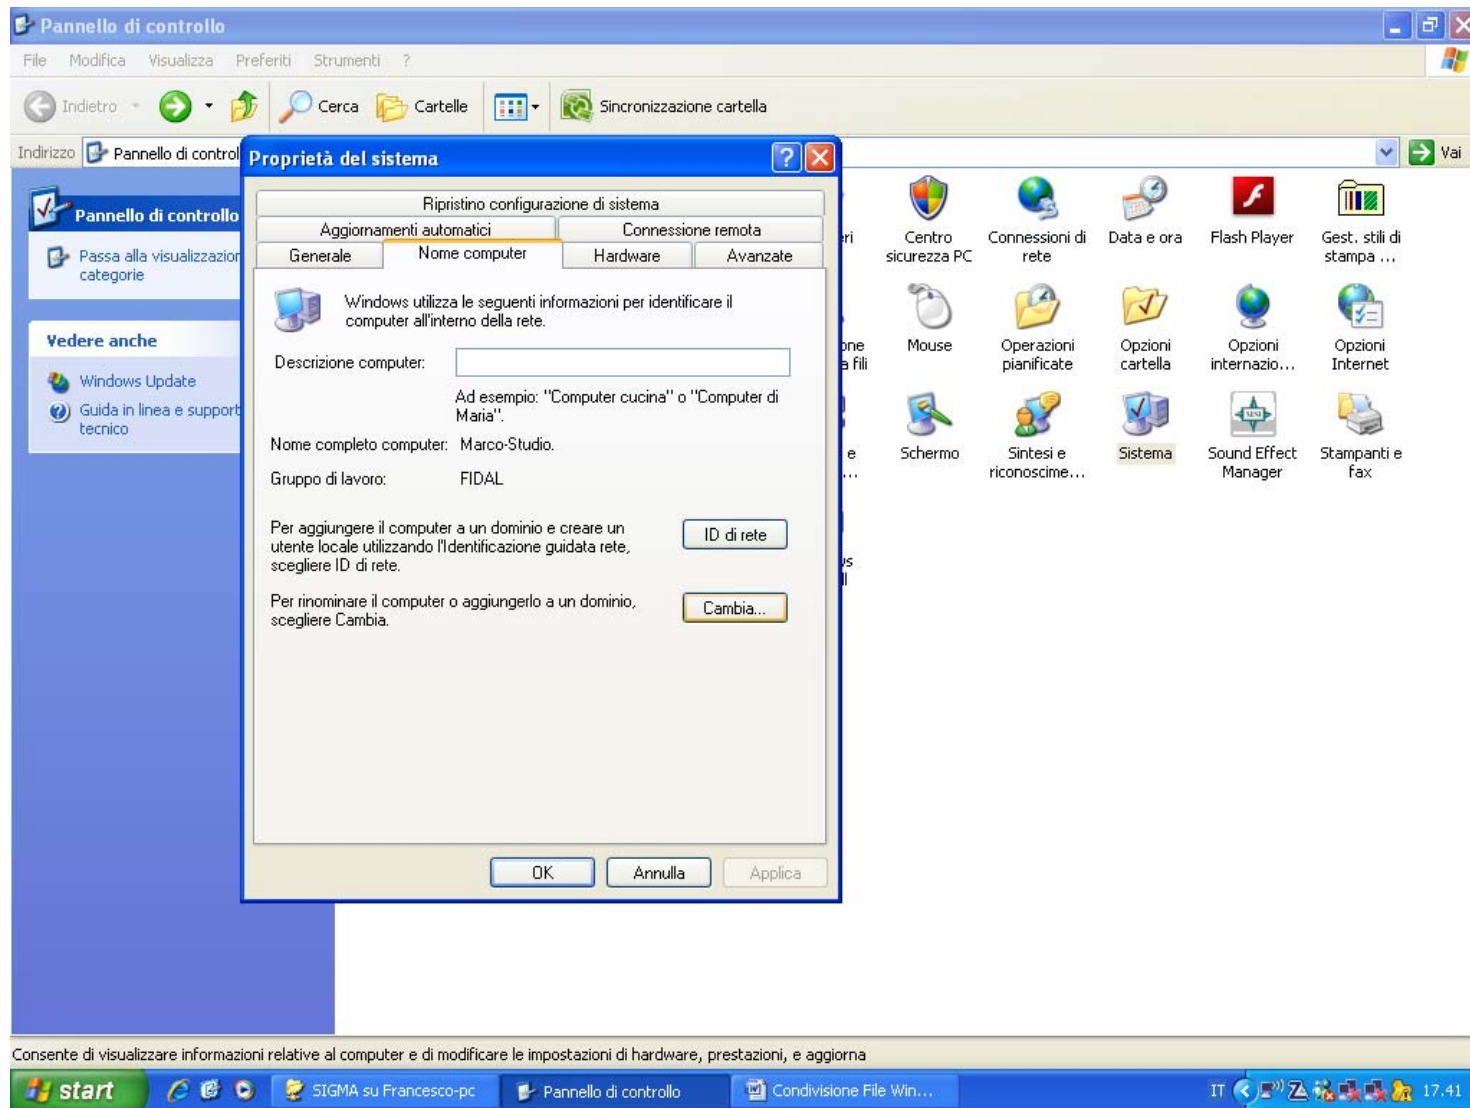 Pannello di controllo
File Modifica Visualizza Preferiti Strumenti ?
Indietro Cerca Cartelle Sincronizzazione cartella
Indirizzo Pannello di control Vai
Proprietà del sistema
Ripristino configurazione di sistema
Aggiornamenti automatici Connessione remota
Generale Nome computer Hardware Avanzate
Windows utilizza le seguenti informazioni per identificare il
computer all'interno della rete.
Descrizione computer:
Ad esempio: "Computer cucina" o "Computer di
Maria".
Nome completo computer: Marco-Studio.
Gruppo di lavoro: FIDAL
Per aggiungere il computer a un dominio e creare un
utente locale utilizzando l'Identificazione guidata rete,
scegliere ID di rete.
ID di rete
Per rinominare il computer o aggiungerlo a un dominio,
scegliere Cambia.
Cambia...
OK Annulla Applica
Pannello di controllo
Passa alla visualizzazion
categorie
Vedere anche
Windows Update
Guida in linea e support
tecnico
Centro
sicurezza PC
Connessioni di
rete
Data e ora
Flash Player
Gest. stili di
stampa ...
Mouse
Operazioni
pianificate
Opzioni
cartella
Opzioni
internazio...
Opzioni
Internet
Schermo
Sintesi e
riconoscime...
Sistema
Sound Effect
Manager
Stampanti e
fax
Consente di visualizzare informazioni relative al computer e di modificare le impostazioni di hardware, prestazioni, e aggiorna
start SIGMA su Francesco-pc Pannello di controllo Condivisione File Win... IT 17.41